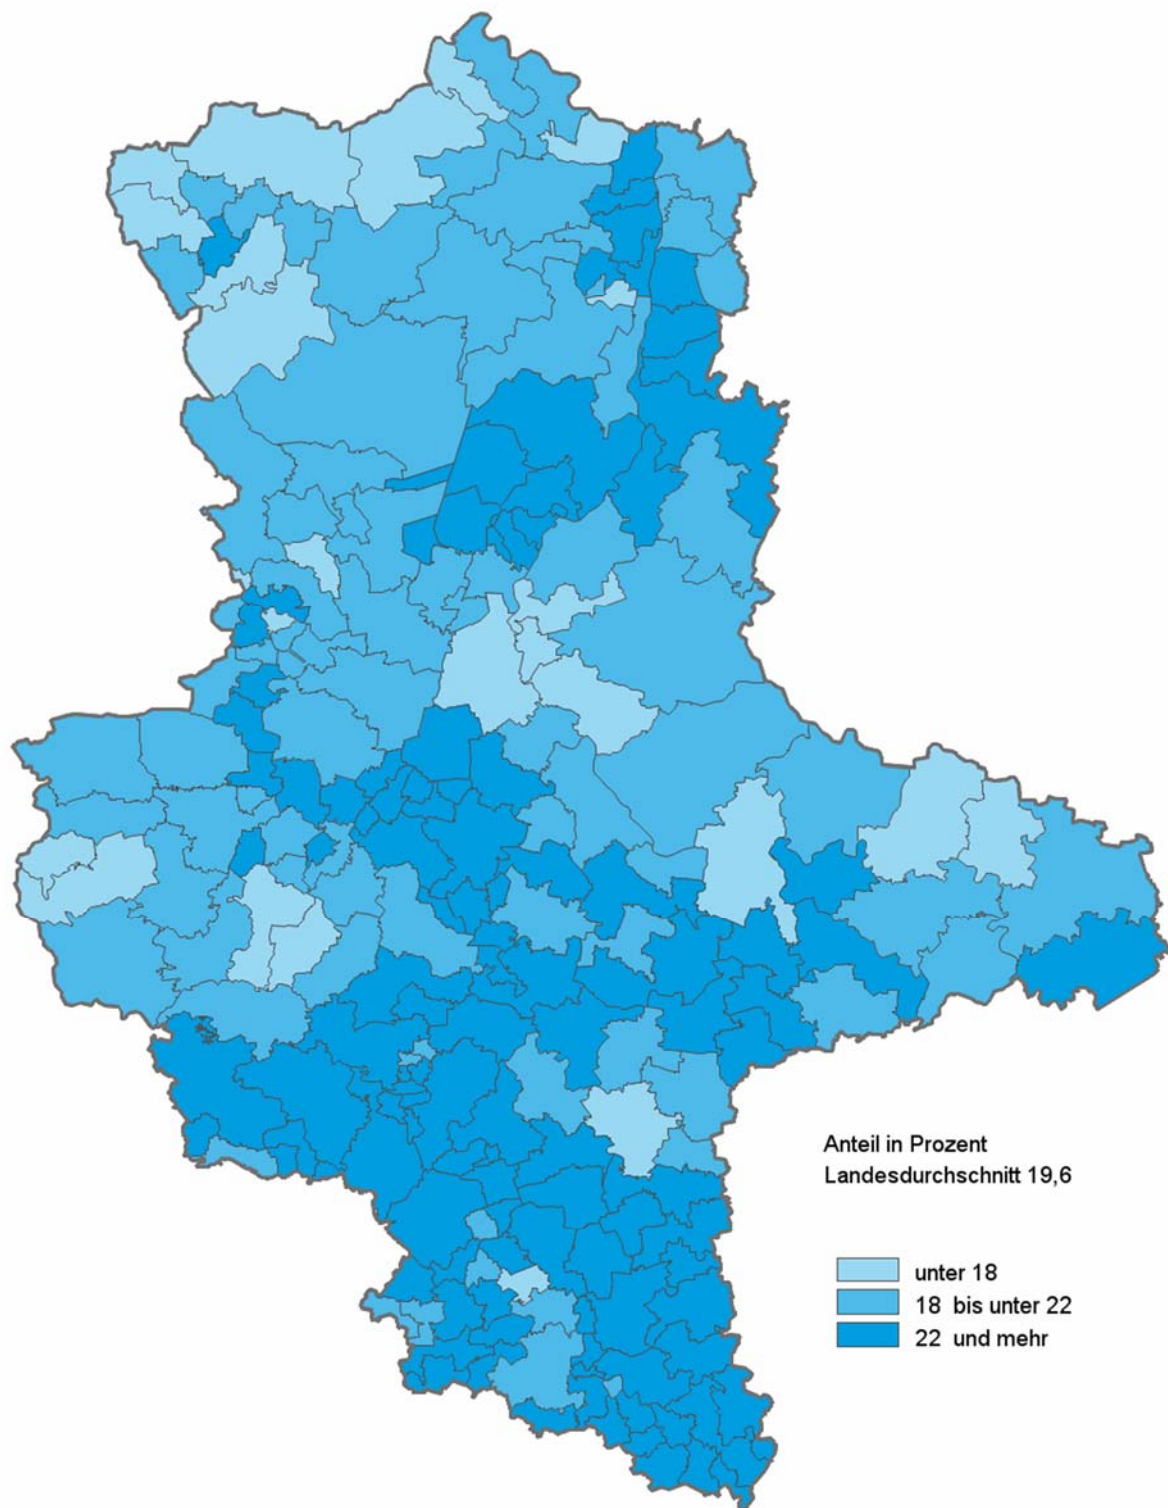 Anteil in Prozent
Landesdurchschnitt 19,6
unter 18
18 bis unter 22
22 und mehr